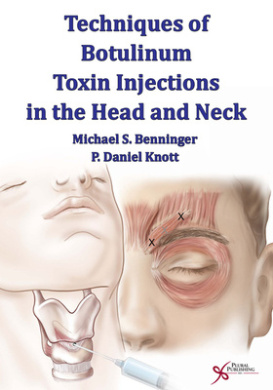 Techniques of
Botulinum
Toxin Injections
in the Head and Neck
Michael S. Benninger
P. Daniel Knott
x
x
PLURAL
PUBLISHING